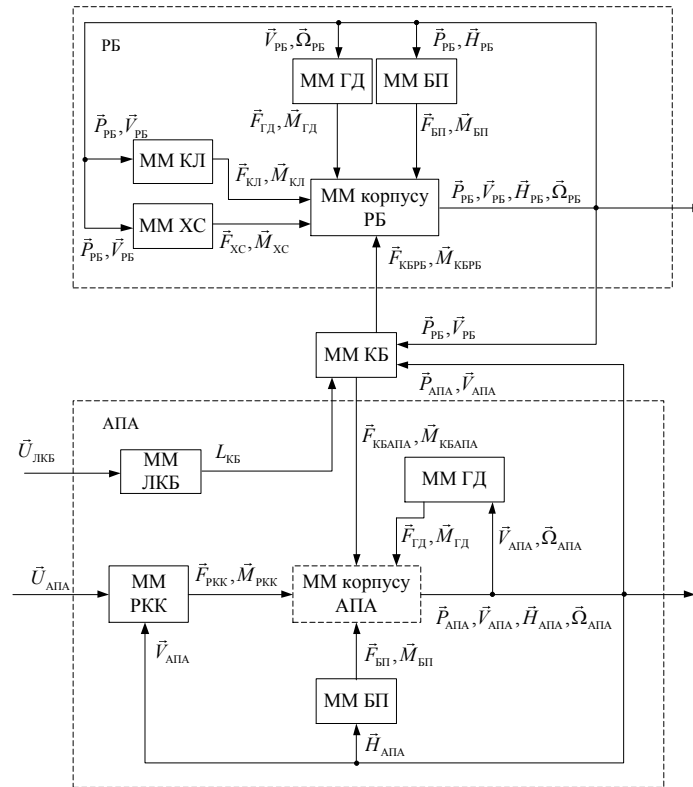 РБ
V⃗РБ, Ω⃗РБ
P⃗РБ, H⃗РБ
ММ ГД
ММ БП
F⃗ГД, M⃗ГД
F⃗БП, M⃗БП
P⃗РБ, V⃗РБ
ММ КЛ
F⃗КЛ, M⃗КЛ
ММ корпусу
РБ
P⃗РБ, V⃗РБ, H⃗РБ, Ω⃗РБ
ММ ХС
P⃗РБ, V⃗РБ
F⃗ХС, M⃗ХС
F⃗КБРБ, M⃗КБРБ
P⃗РБ, V⃗РБ
ММ КБ
P⃗АПА, V⃗АПА
АПА
U⃗ЛКБ
ММ
ЛКБ
LКБ
F⃗КБАПА, M⃗КБАПА
ММ ГД
F⃗ГД, M⃗ГД
V⃗АПА, Ω⃗АПА
U⃗АПА
ММ
РКК
F⃗РКК, M⃗РКК
ММ корпусу
АПА
P⃗АПА, V⃗АПА, H⃗АПА, Ω⃗АПА
V⃗АПА
F⃗БП, M⃗БП
ММ БП
H⃗АПА